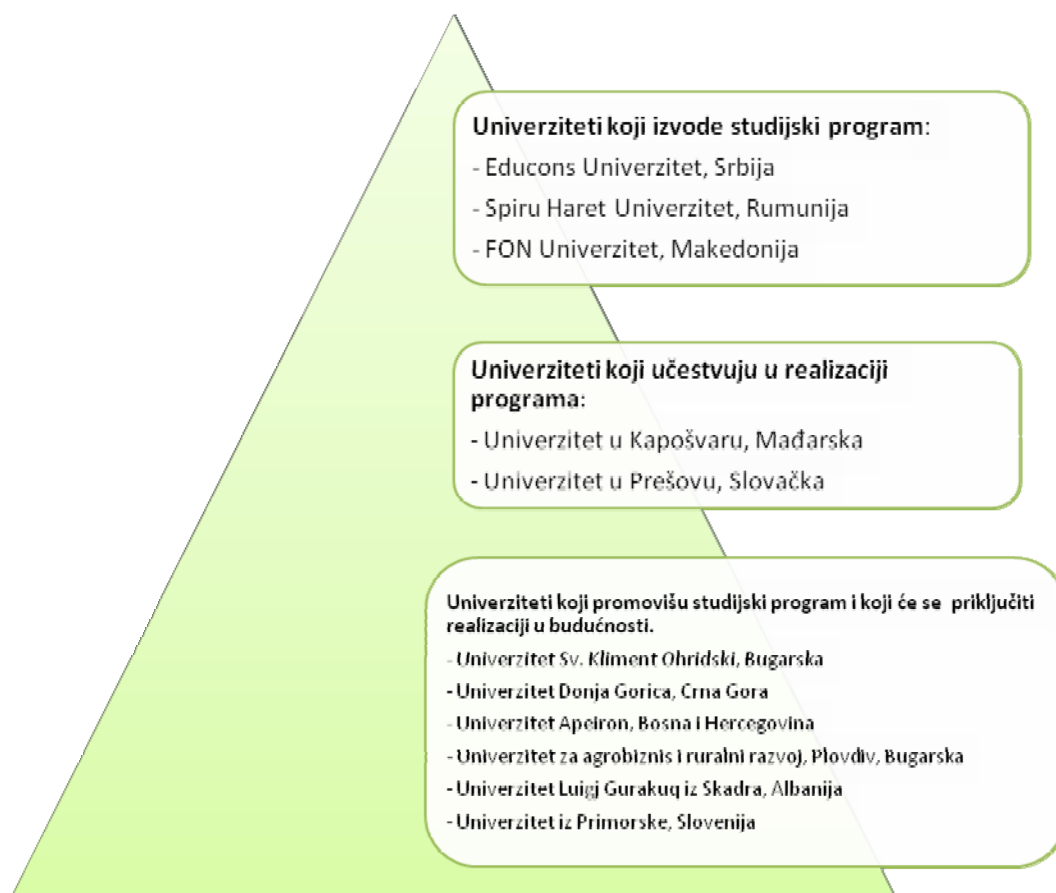 Univerziteti koji izvode studijski program:
- Educons Univerzitet, Srbija
- Spiru Haret Univerzitet, Rumunija
- FON Univerzitet, Makedonija
Univerziteti koji učestvuju u realizaciji
programa:
- Univerzitet u Kapošvaru, Mađarska
- Univerzitet u Prešovu, Slovačka
Univerziteti koji promovišu studijski program i koji će se priključiti
realizaciji u budućnosti.
- Univerzitet Sv. Kliment Ohridski, Bugarska
- Univerzitet Donja Gorica, Crna Gora
- Univerzitet Apeiron, Bosna i Hercegovina
- Univerzitet za agrobiznis i ruralni razvoj, Plovdiv, Bugarska
- Univerzitet Luigj Gurakuq iz Skadra, Albanija
- Univerzitet iz Primorske, Slovenija